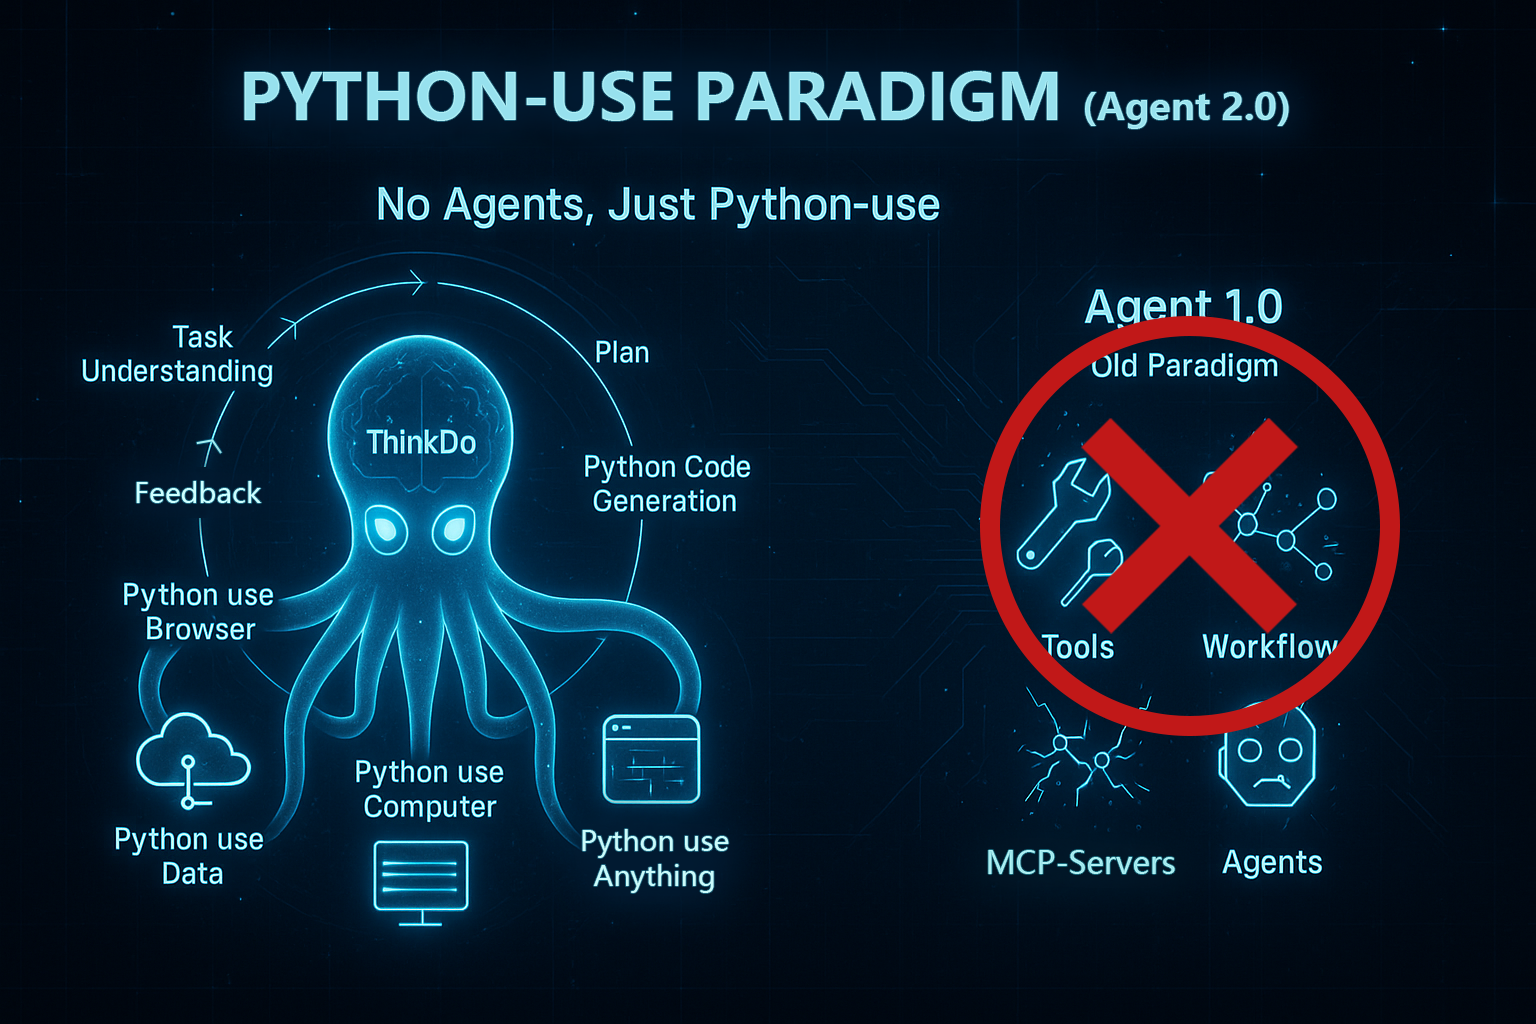 PYTHON-USE PARADIGM (Agent 2.0)
No Agents, Just Python-use
Task
Understanding
Plan
ThinkDo
Python Code
Generation
Feedback
Python use
Browser
Python use
Data
Python use
Computer
Python use
Anything
Agent 1.0
Old Paradigm
Tools
Workflow
MCP-Servers
Agents